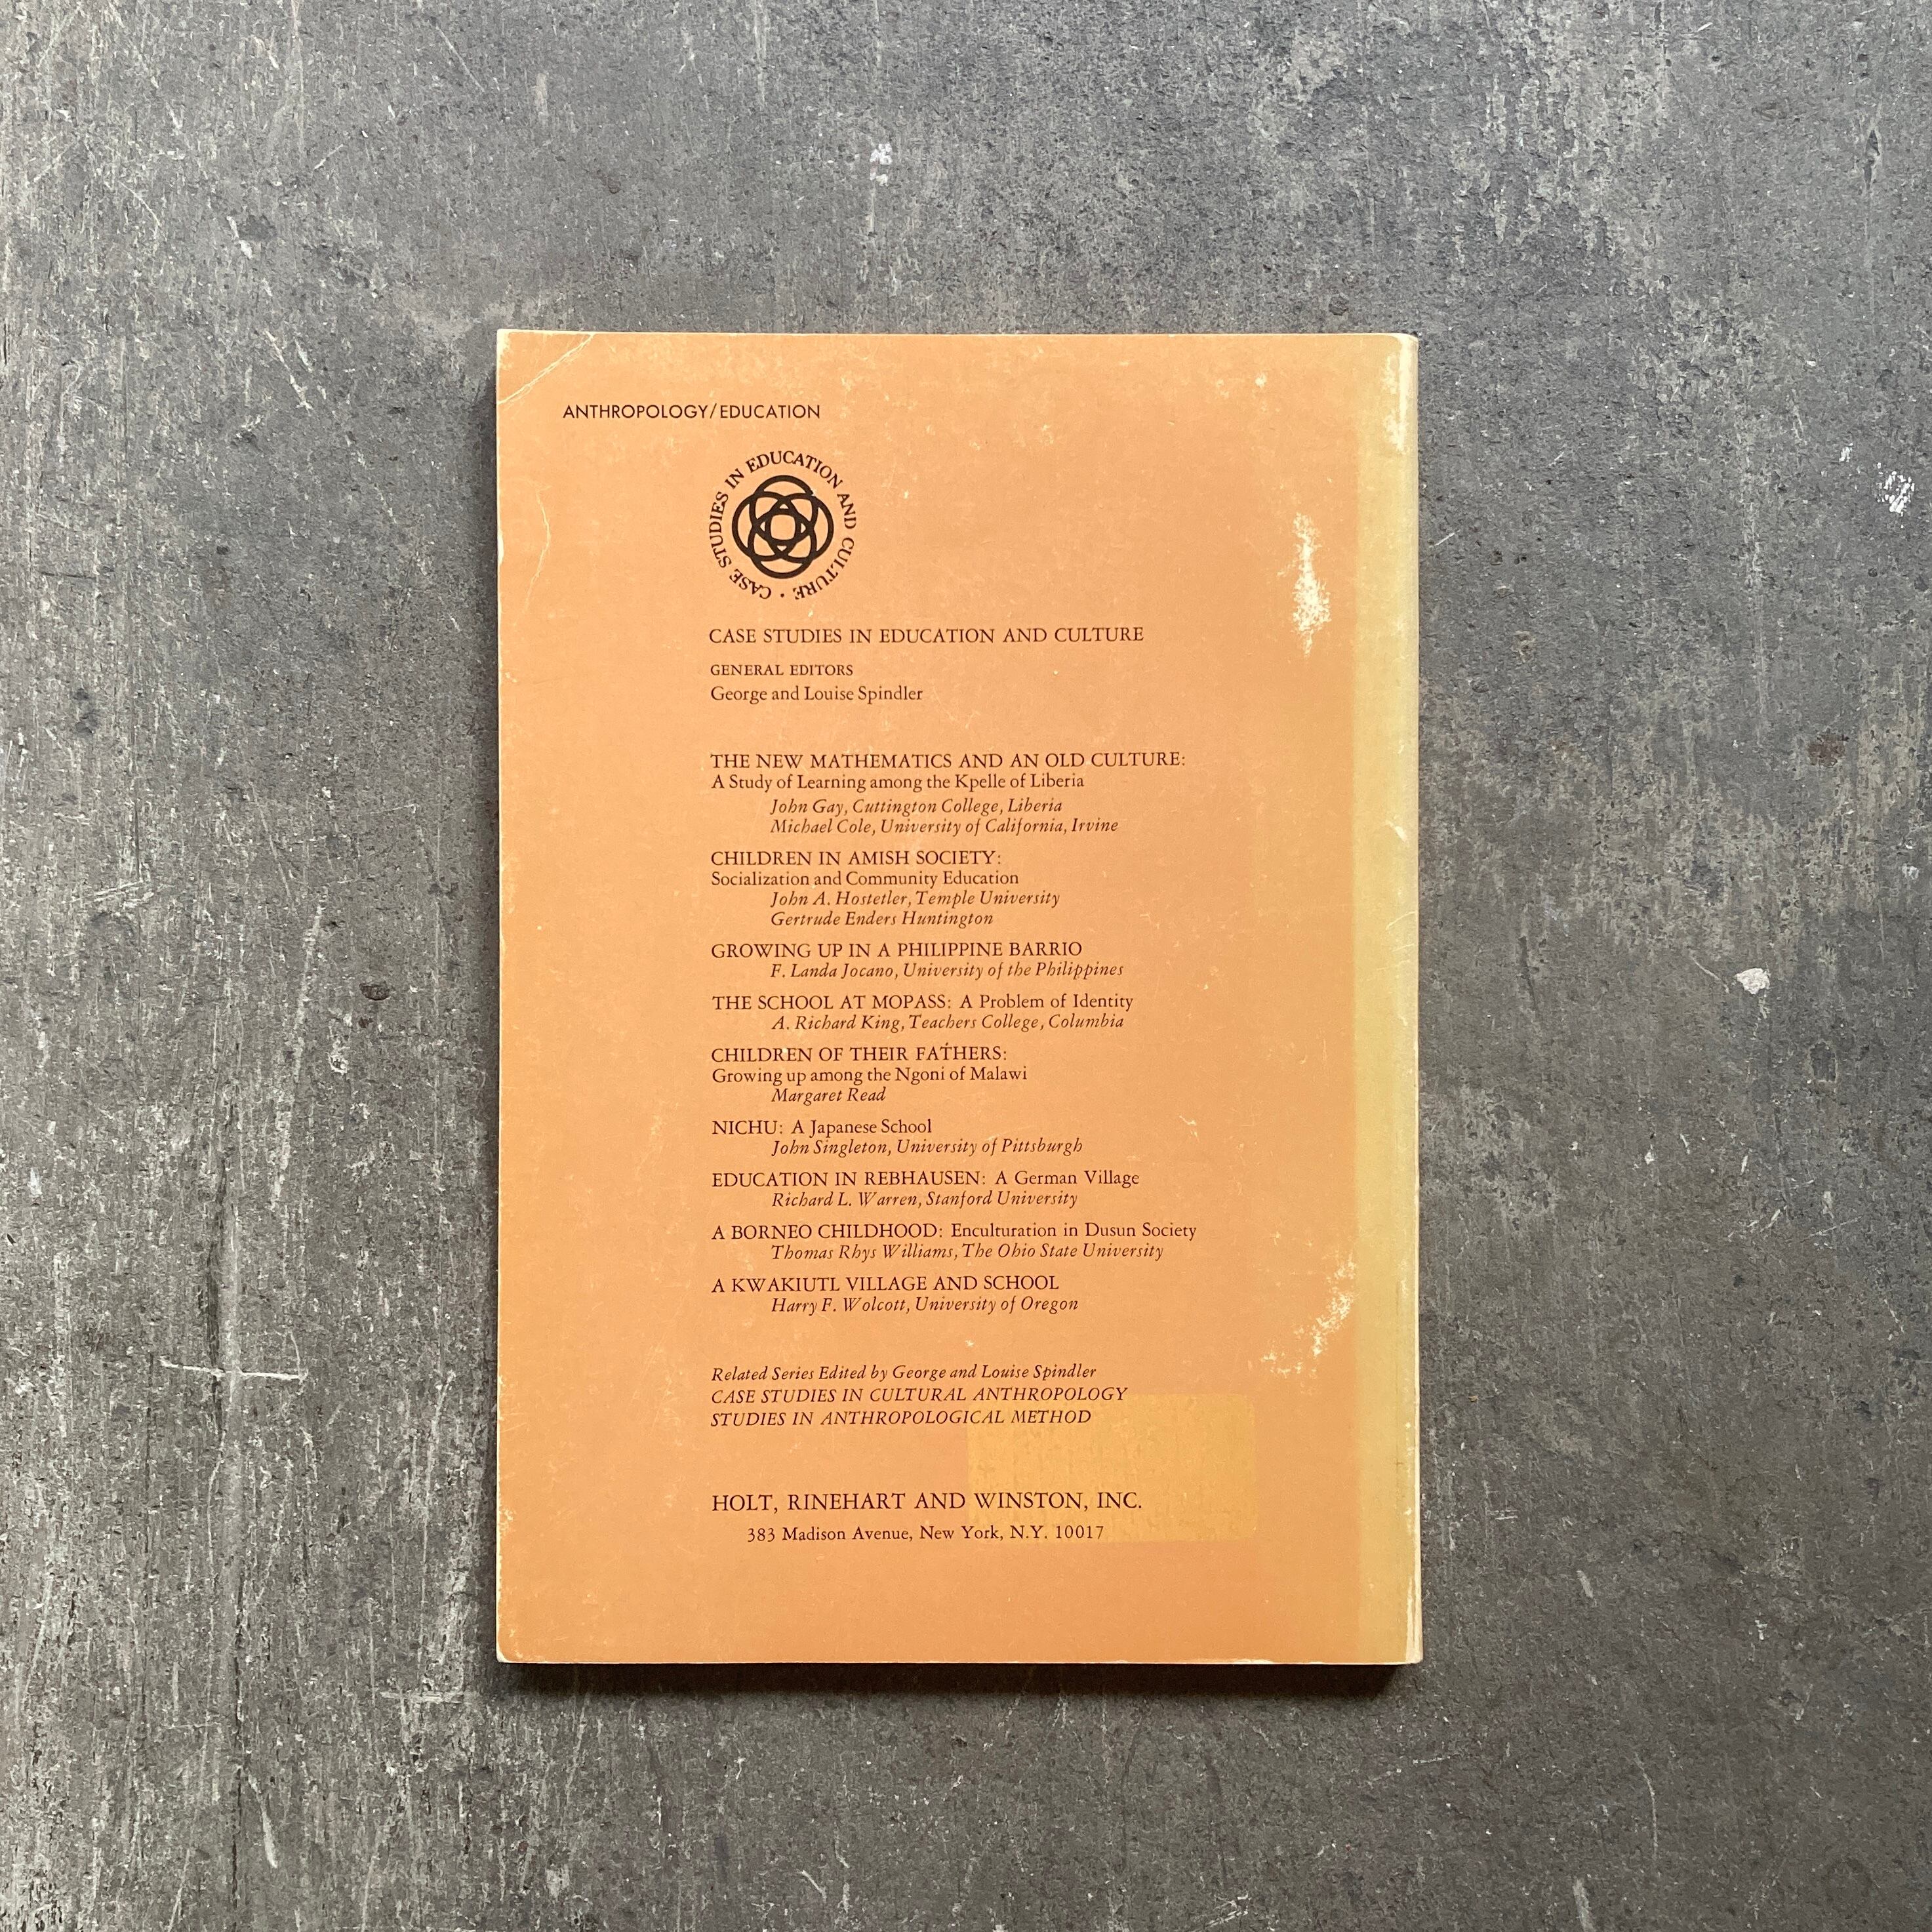 ANTHROPOLOGY/EDUCATION
CASE STUDIES IN EDUCATION AND CULTURE ·
CASE STUDIES IN EDUCATION AND CULTURE
GENERAL EDITORS
George and Louise Spindler
THE NEW MATHEMATICS AND AN OLD CULTURE:
A Study of Learning among the Kpelle of Liberia
John Gay, Cuttington College, Liberia
Michael Cole, University of California, Irvine
CHILDREN IN AMISH SOCIETY:
Socialization and Community Education
John A. Hostetler, Temple University
Gertrude Enders Huntington
GROWING UP IN A PHILIPPINE BARRIO
F. Landa Jocano, University of the Philippines
THE SCHOOL AT MOPASS: A Problem of Identity
A. Richard King, Teachers College, Columbia
CHILDREN OF THEIR FATHERS:
Growing up among the Ngoni of Malawi
Margaret Read
NICHU: A Japanese School
John Singleton, University of Pittsburgh
EDUCATION IN REBHAUSEN: A German Village
Richard L. Warren, Stanford University
A BORNEO CHILDHOOD: Enculturation in Dusun Society
Thomas Rhys Williams, The Ohio State University
A KWAKIUTL VILLAGE AND SCHOOL
Harry F. Wolcott, University of Oregon
Related Series Edited by George and Louise Spindler
CASE STUDIES IN CULTURAL ANTHROPOLOGY
STUDIES IN ANTHROPOLOGICAL METHOD
HOLT, RINEHART AND WINSTON, INC.
383 Madison Avenue, New York, N.Y. 10017